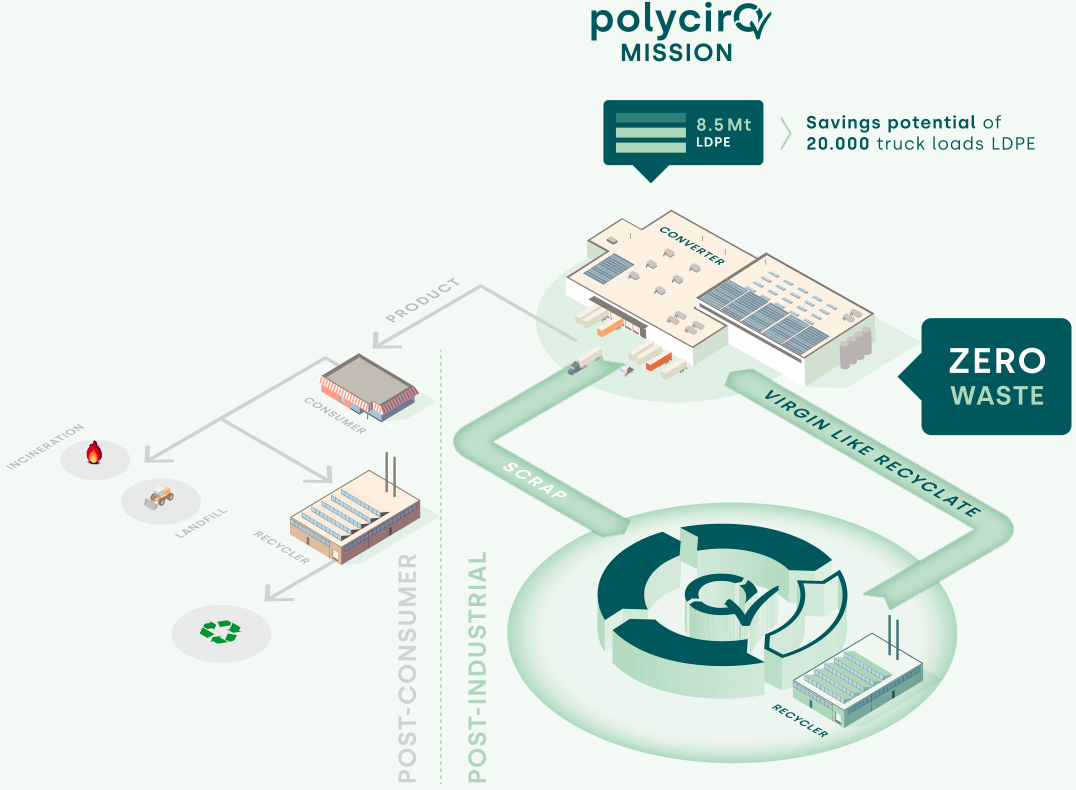 polycirQ
MISSION
8.5 Mt
LDPE
Savings potential of
20.000 truck loads LDPE
CONVERTER
PRODUCT
ZERO
WASTE
CONSUMER
INCINERATION
VIRGIN LIKE RECYCLATE
SCRAP
LANDFILL
RECYCLER
POST-CONSUMER
POST-INDUSTRIAL
RECYCLER